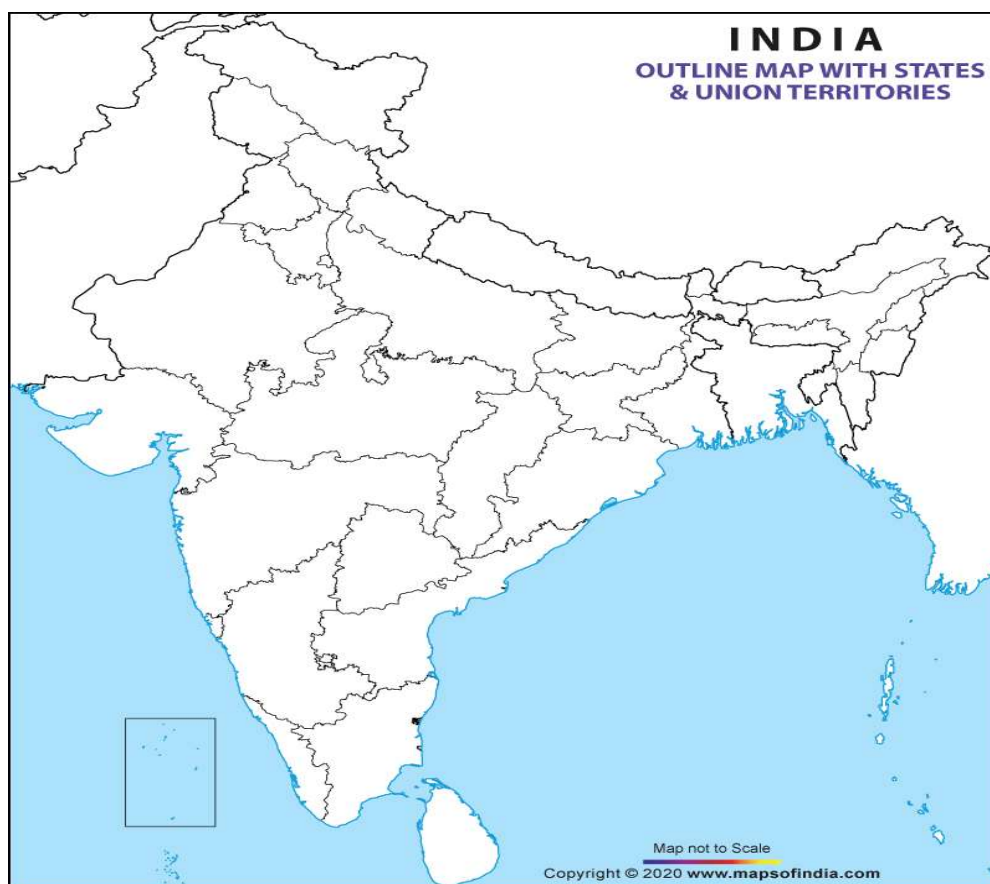 INDIA
OUTLINE MAP WITH STATES
& UNION TERRITORIES
Map not to Scale
Copyright © 2020 www.mapsofindia.com